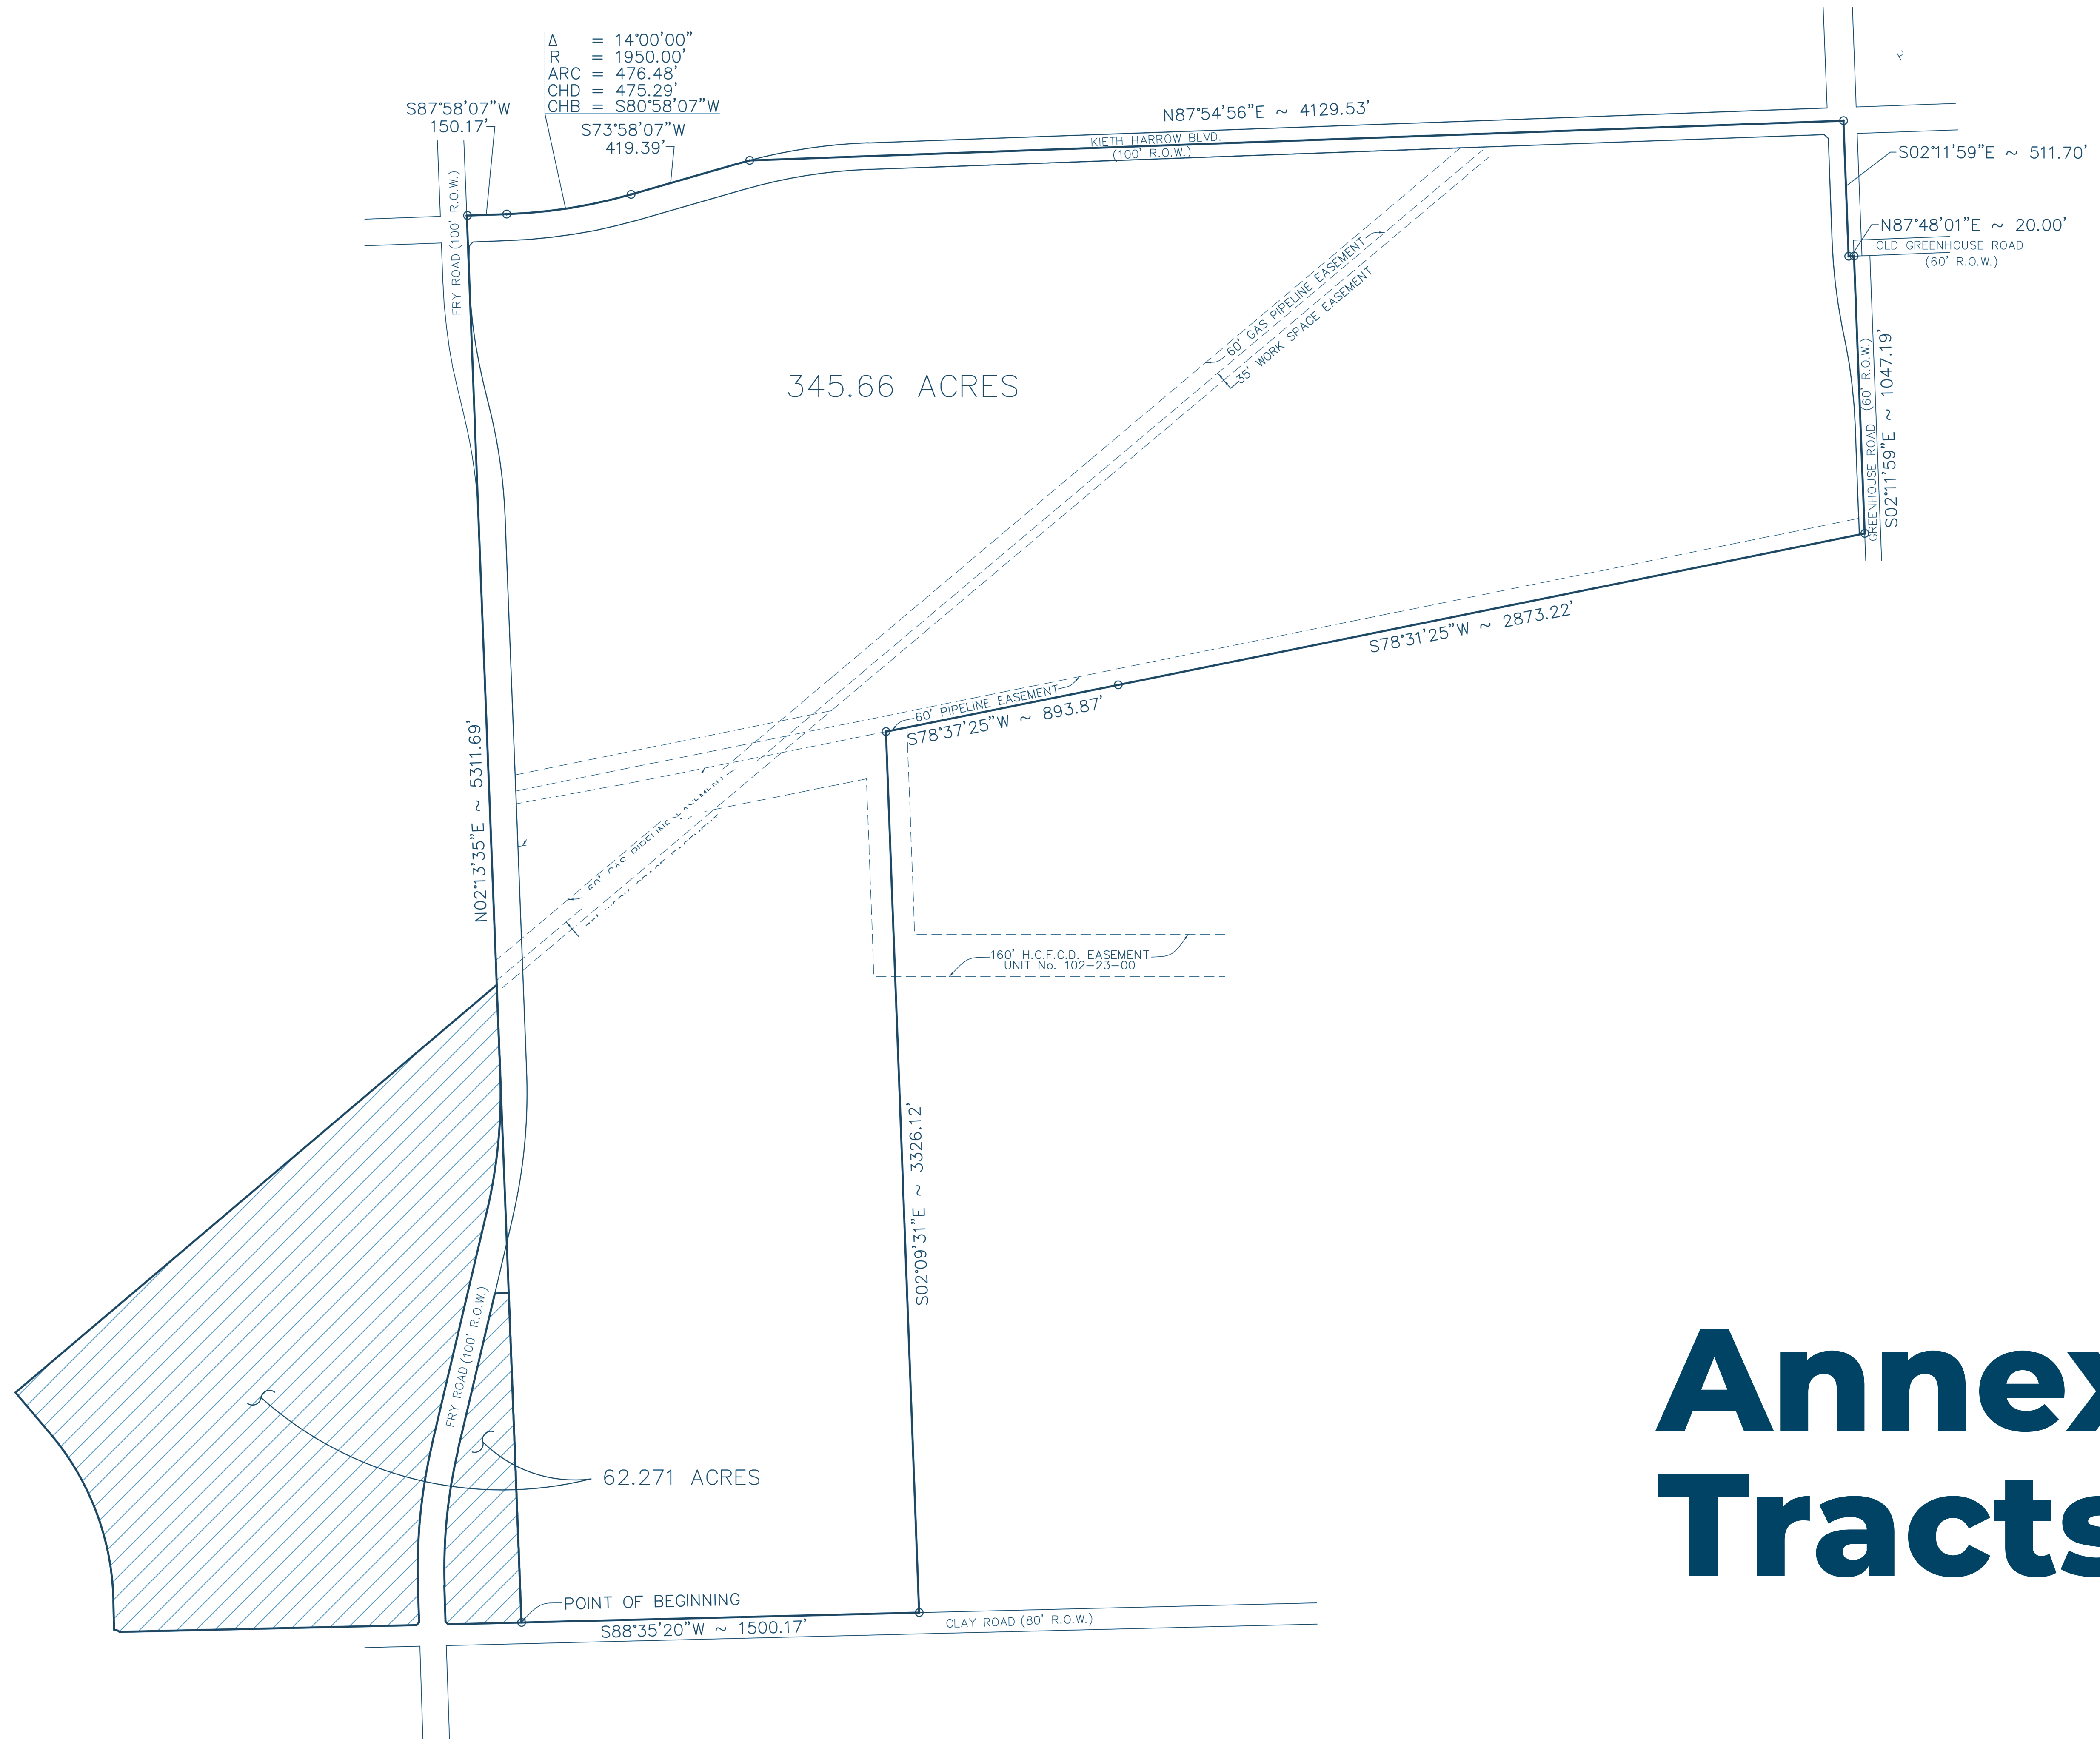 Δ = 14°00'00"
R = 1950.00'
ARC = 476.48'
CHD = 475.29'
CHB = S80°58'07"W
S87°58'07"W
150.17'
S73°58'07"W
419.39'
N87°54'56"E ~ 4129.53'
KIETH HARROW BLVD.
(100' R.O.W.)
S02°11'59"E ~ 511.70'
N87°48'01"E ~ 20.00'
OLD GREENHOUSE ROAD
(60' R.O.W.)
FRY ROAD (100' R.O.W.)
60' GAS PIPELINE EASEMENT
35' WORK SPACE EASEMENT
345.66 ACRES
GREENHOUSE ROAD (60' R.O.W.)
S02°11'59"E ~ 1047.19'
S78°31'25"W ~ 2873.22'
60' PIPELINE EASEMENT
S78°37'25"W ~ 893.87'
N02°13'35"E ~ 5311.69'
160' H.C.F.C.D. EASEMENT
UNIT No. 102-23-00
S02°09'31"E ~ 3326.12'
FRY ROAD (100' R.O.W.)
62.271 ACRES
POINT OF BEGINNING
S88°35'20"W ~ 1500.17'
CLAY ROAD (80' R.O.W.)
Annex
Tracts